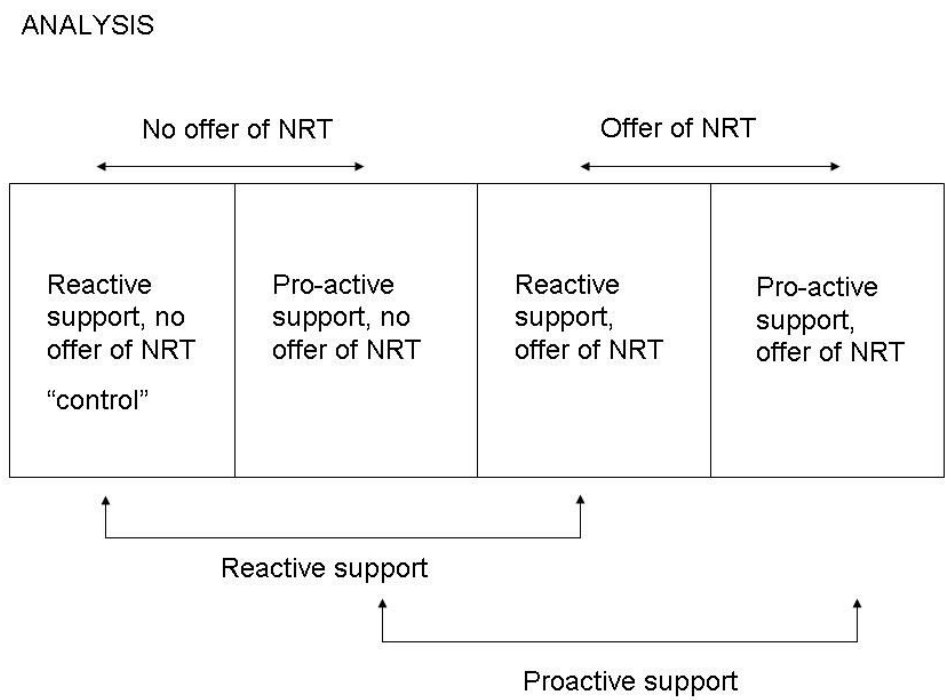 ANALYSIS
No offer of NRT
Offer of NRT
Reactive
support, no
offer of NRT
“control”
Pro-active
support, no
offer of NRT
Reactive
support,
offer of NRT
Pro-active
support,
offer of NRT
Reactive support
Proactive support